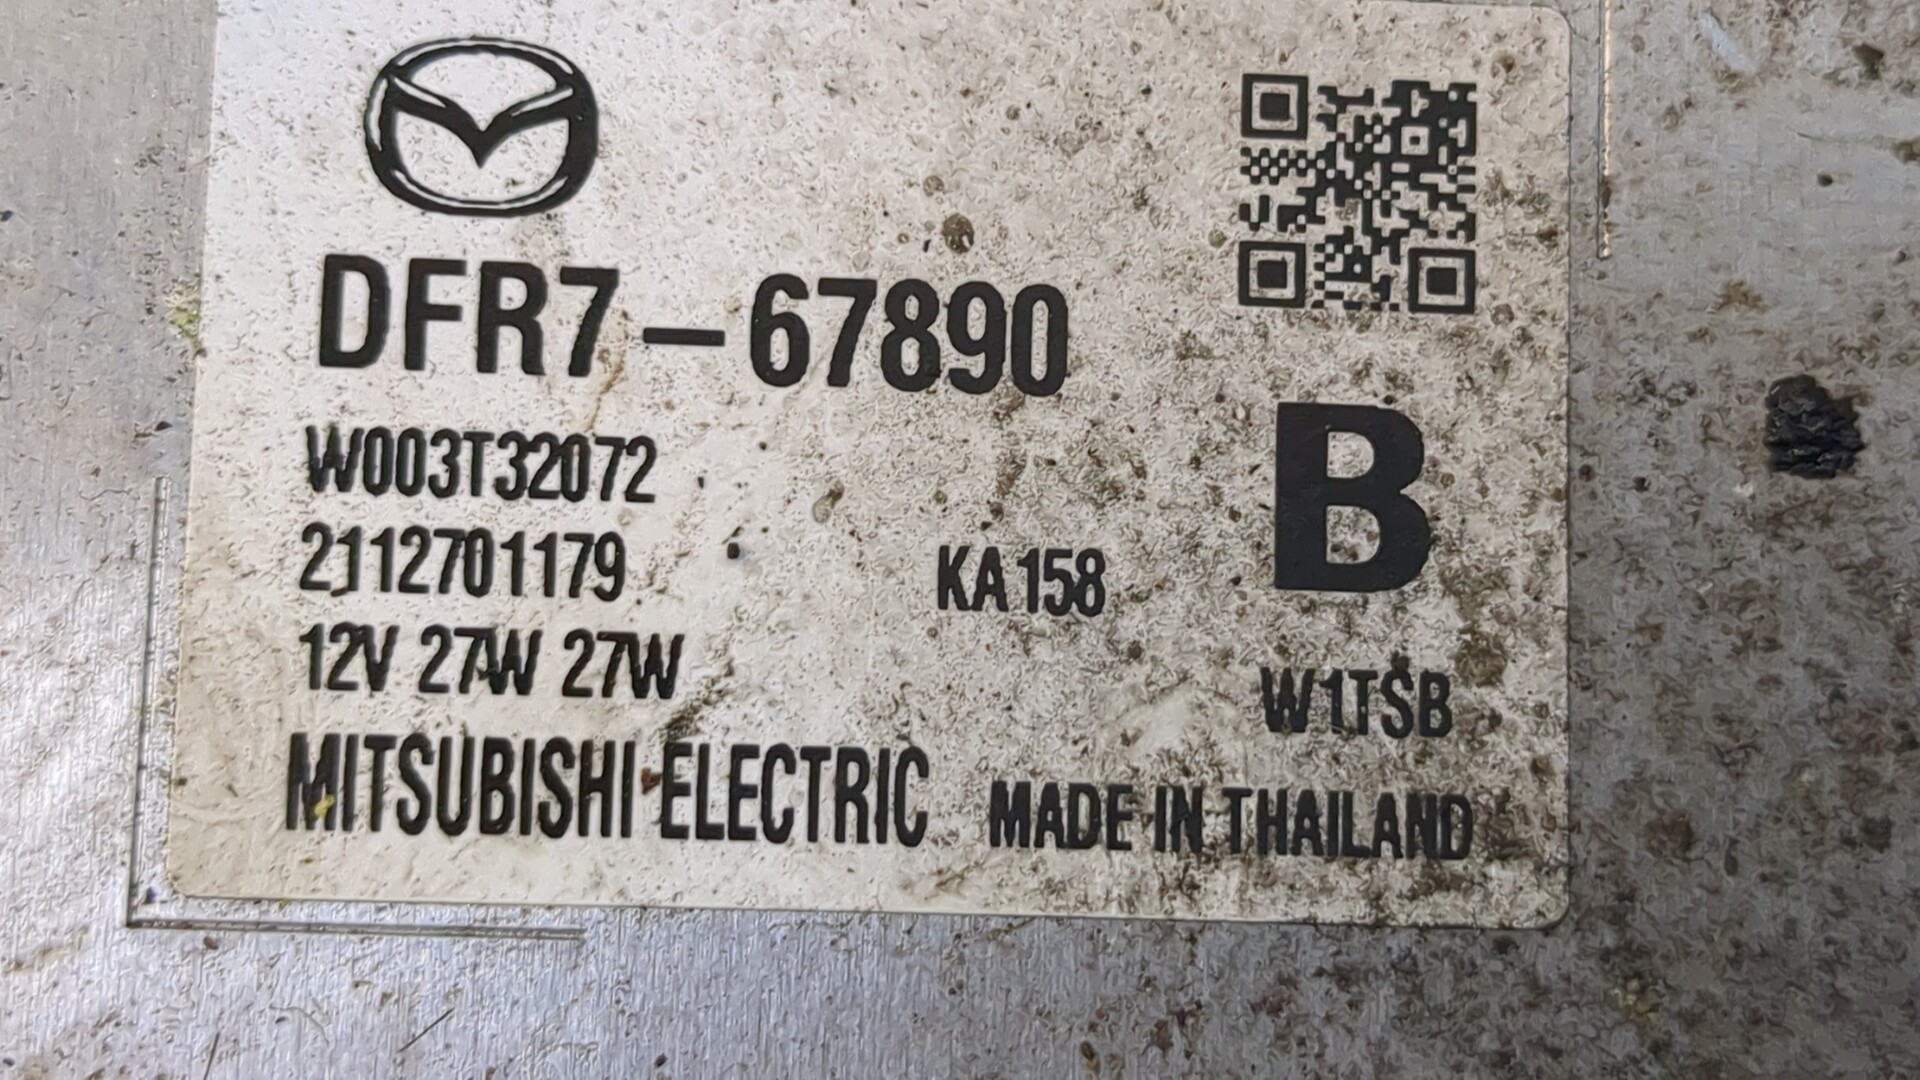 DFR7-67890
W003T32072
2112701179 KA158
B
12V 27W 27W
W1TSB
MITSUBISHI ELECTRIC MADE IN THAILAND